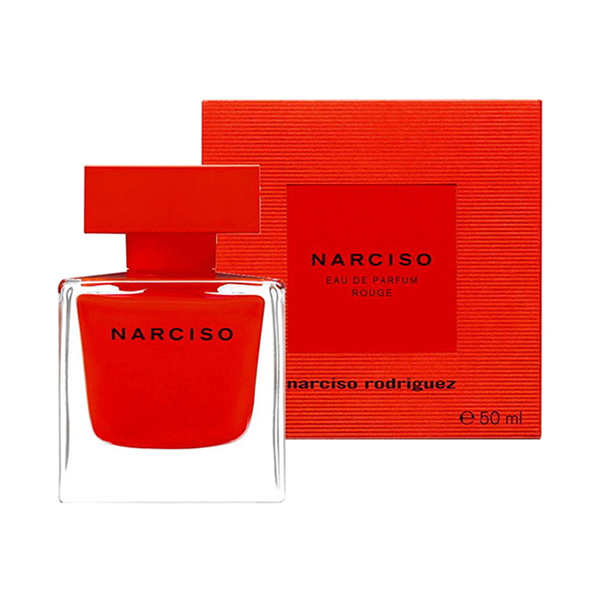 NARCISO
NARCISO
EAU DE PARFUM
ROUGE
narciso rodriguez
℮ 50 ml